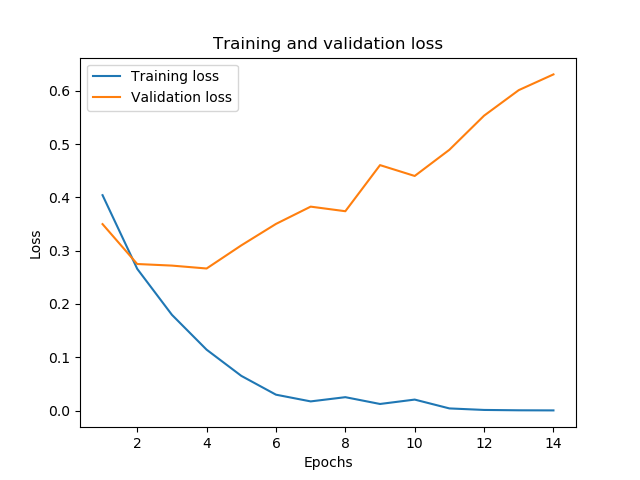 Training and validation loss
Training loss
Validation loss
Loss
0.6
0.5
0.4
0.3
0.2
0.1
0.0
2 4 6 8 10 12 14
Epochs